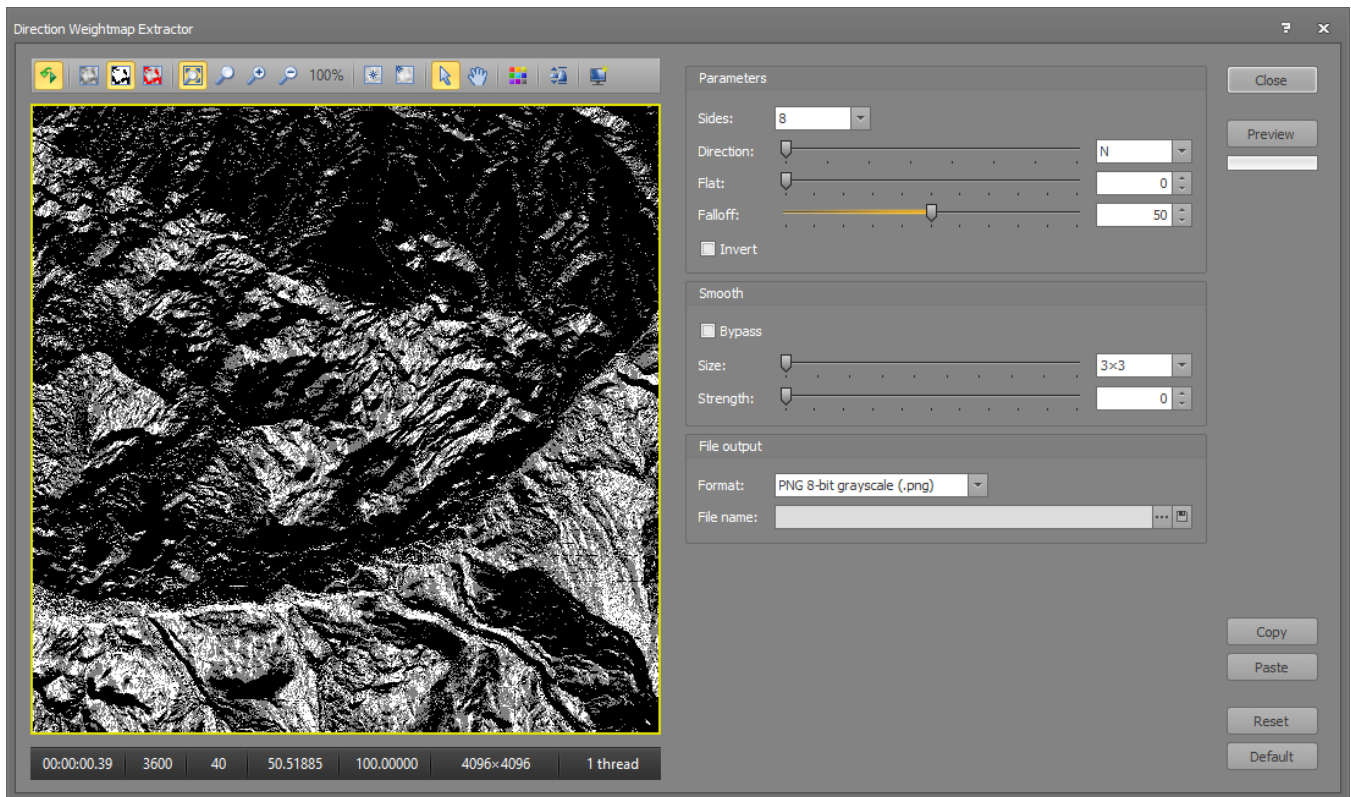 Direction Weightmap Extractor
100%
Parameters
Sides: 8
Direction: N
Flat: 0
Falloff: 50
Invert
Smooth
Bypass
Size: 3×3
Strength: 0
File output
Format: PNG 8-bit grayscale (.png)
File name:
Close
Preview
Copy
Paste
Reset
Default
00:00:00.39 3600 40 50.51885 100.00000 4096×4096 1 thread